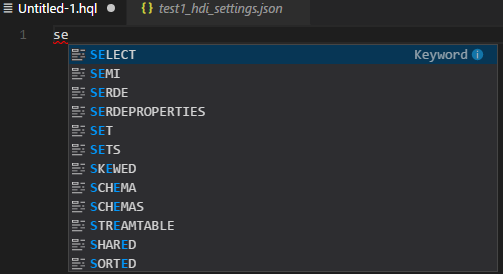 Untitled-1.hql ● {} test1_hdi_settings.json
1 se
SELECT Keyword
SEMI
SERDE
SERDEPROPERTIES
SET
SETS
SKEWED
SCHEMA
SCHEMAS
STREAMTABLE
SHARED
SORTED